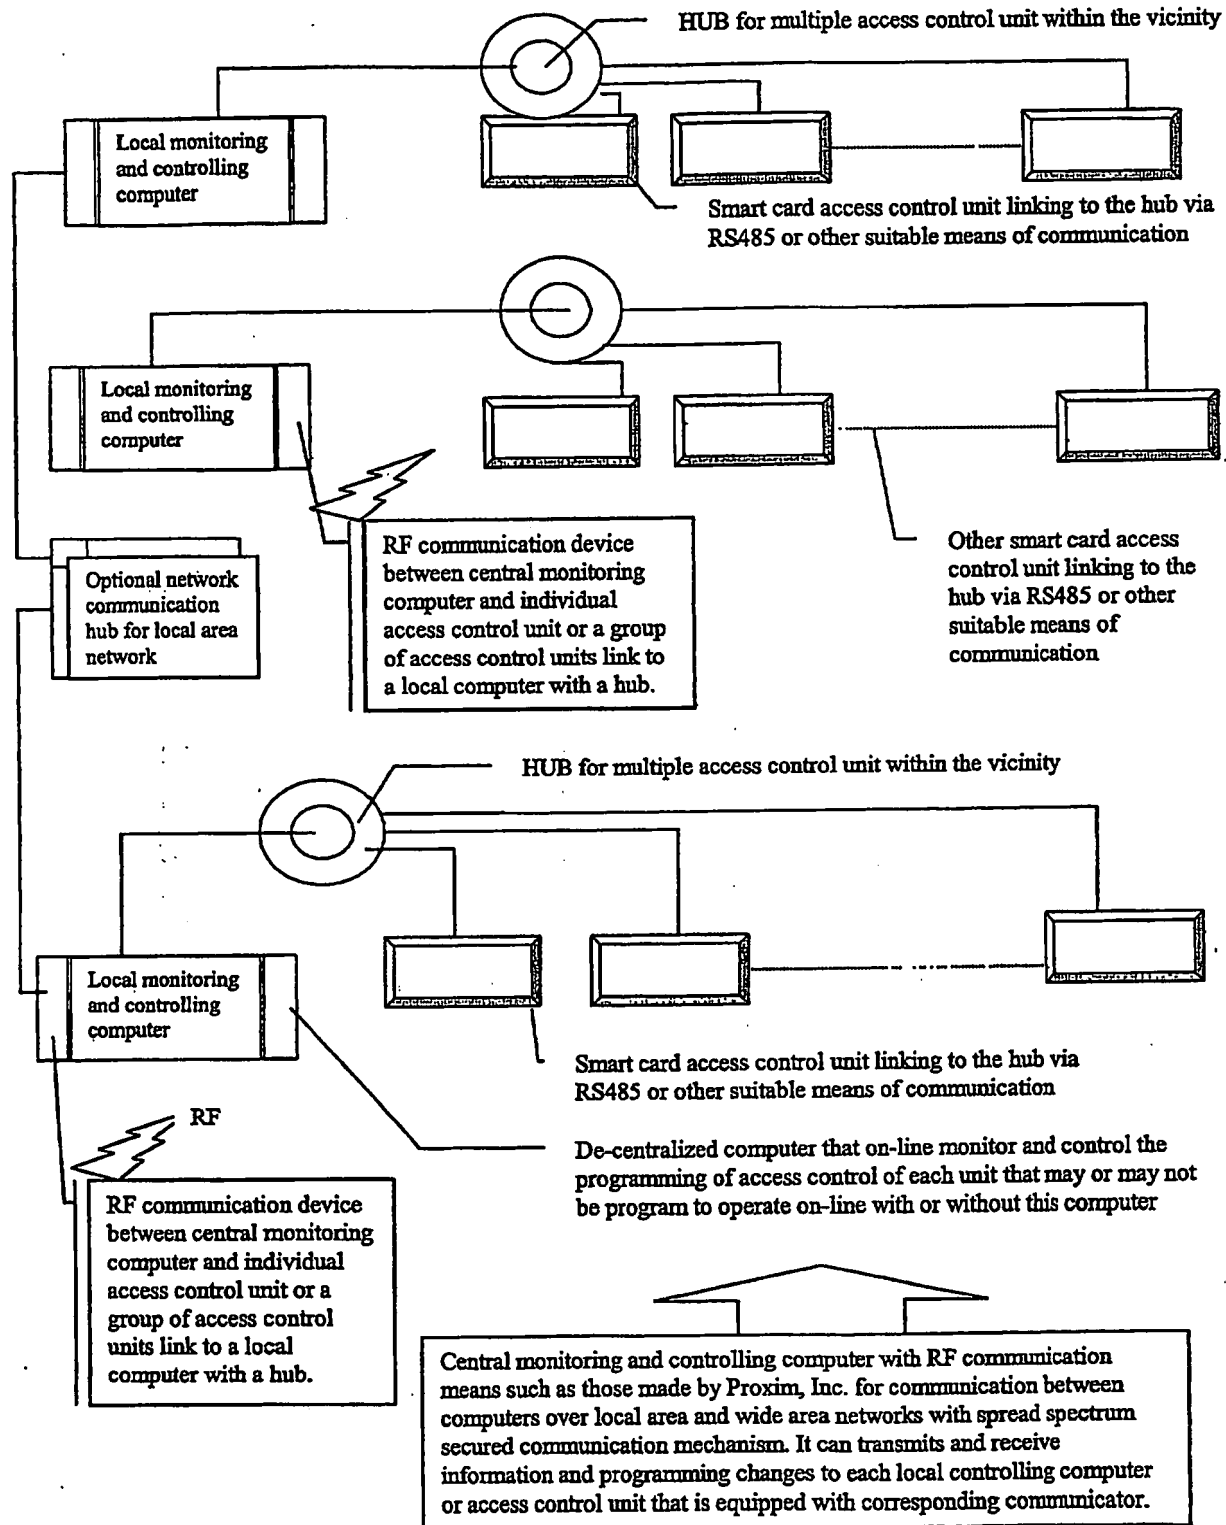 HUB for multiple access control unit within the vicinity
Local monitoring
and controlling
computer
Smart card access control unit linking to the hub via
RS485 or other suitable means of communication
Local monitoring
and controlling
computer
RF communication device
between central monitoring
computer and individual
access control unit or a group
of access control units link to
a local computer with a hub.
Other smart card access
control unit linking to the
hub via RS485 or other
suitable means of
communication
Optional network
communication
hub for local area
network
HUB for multiple access control unit within the vicinity
Local monitoring
and controlling
computer
Smart card access control unit linking to the hub via
RS485 or other suitable means of communication
RF
De-centralized computer that on-line monitor and control the
programming of access control of each unit that may or may not
be program to operate on-line with or without this computer
RF communication device
between central monitoring
computer and individual
access control unit or a
group of access control
units link to a local
computer with a hub.
Central monitoring and controlling computer with RF communication
means such as those made by Proxim, Inc. for communication between
computers over local area and wide area networks with spread spectrum
secured communication mechanism. It can transmits and receive
information and programming changes to each local controlling computer
or access control unit that is equipped with corresponding communicator.